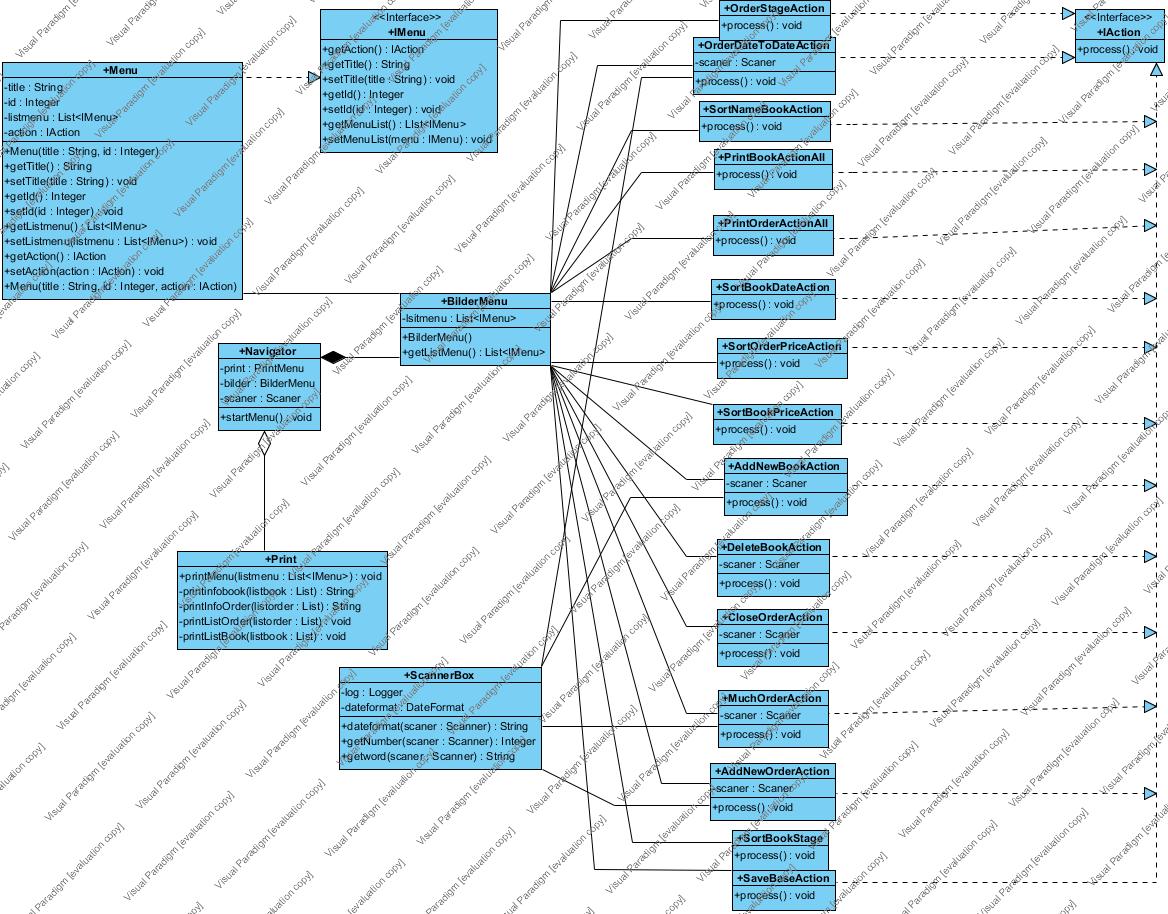 <<Interface>>
+IMenu
+getAction() : IAction
+getTitle() : String
+setTitle(title : String) : void
+getId() : Integer
+setId(id : Integer) : void
+getMenuList() : LIst<IMenu>
+setMenuList(menu : IMenu) : void
+Menu
-title : String
-id : Integer
-listmenu : List<IMenu>
-action : IAction
+Menu(title : String, id : Integer)
+getTitle() : String
+setTitle(title : String) : void
+getId() : Integer
+setId(id : Integer) : void
+getListmenu() : List<IMenu>
+setListmenu(listmenu : List<IMenu>) : void
+getAction() : IAction
+setAction(action : IAction) : void
+Menu(title : String, id : Integer, action : IAction)
+BilderMenu
-lsitmenu : List<IMenu>
+BilderMenu()
+getListMenu() : List<IMenu>
+Navigator
-print : PrintMenu
-bilder : BilderMenu
-scaner : Scaner
+startMenu() : void
+Print
+printMenu(listmenu : List<IMenu>) : void
-printinfobook(listbook : List) : String
-printInfoOrder(listorder : List) : String
-printListOrder(listorder : List) : void
-printListBook(listbook : List) : void
+ScannerBox
-log : Logger
-dateformat : DateFormat
+dateformat(scaner : Scanner) : String
+getNumber(scaner : Scanner) : Integer
+getword(scaner : Scanner) : String
+OrderStageAction
+process() : void
+OrderDateToDateAction
-scaner : Scaner
+process() : void
+SortNameBookAction
+process() : void
+PrintBookActionAll
+process() : void
+PrintOrderActionAll
+process() : void
+SortBookDateAction
+process() : void
+SortOrderPriceAction
+process() : void
+SortBookPriceAction
+process() : void
+AddNewBookAction
-scaner : Scaner
+process() : void
+DeleteBookAction
-scaner : Scaner
+process() : void
+CloseOrderAction
-scaner : Scaner
+process() : void
+MuchOrderAction
-scaner : Scaner
+process() : void
+AddNewOrderAction
-scaner : Scaner
+process() : void
+SortBookStage
+process() : void
+SaveBaseAction
+process() : void
<<Interface>>
+IAction
+process() : void
Visual Paradigm [evaluation copy]